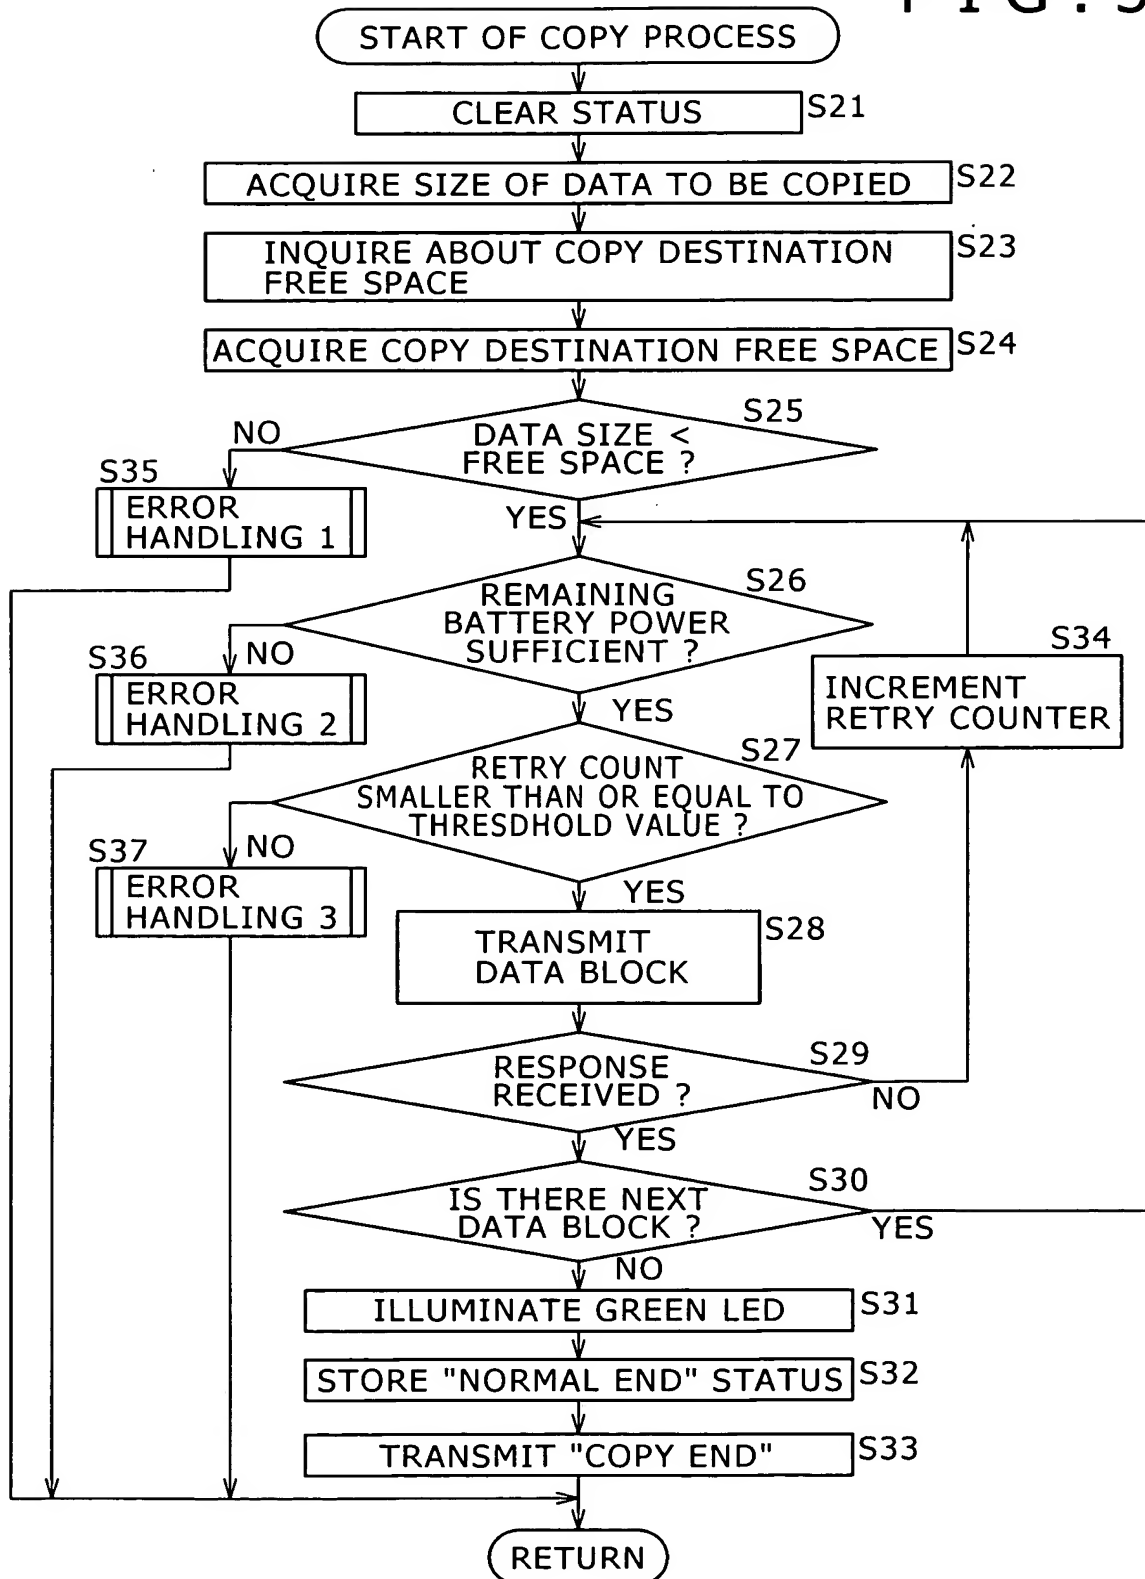 FIG.
START OF COPY PROCESS
CLEAR STATUS
S21
ACQUIRE SIZE OF DATA TO BE COPIED
S22
INQUIRE ABOUT COPY DESTINATION
FREE SPACE
S23
ACQUIRE COPY DESTINATION FREE SPACE
S24
S25
DATA SIZE <
FREE SPACE ?
NO
YES
S35
ERROR
HANDLING 1
S26
REMAINING
BATTERY POWER
SUFFICIENT ?
NO
YES
S36
ERROR
HANDLING 2
S34
INCREMENT
RETRY COUNTER
S27
RETRY COUNT
SMALLER THAN OR EQUAL TO
THRESDHOLD VALUE ?
NO
YES
S37
ERROR
HANDLING 3
S28
TRANSMIT
DATA BLOCK
S29
RESPONSE
RECEIVED ?
NO
YES
S30
IS THERE NEXT
DATA BLOCK ?
YES
NO
ILLUMINATE GREEN LED
S31
STORE "NORMAL END" STATUS
S32
TRANSMIT "COPY END"
S33
RETURN